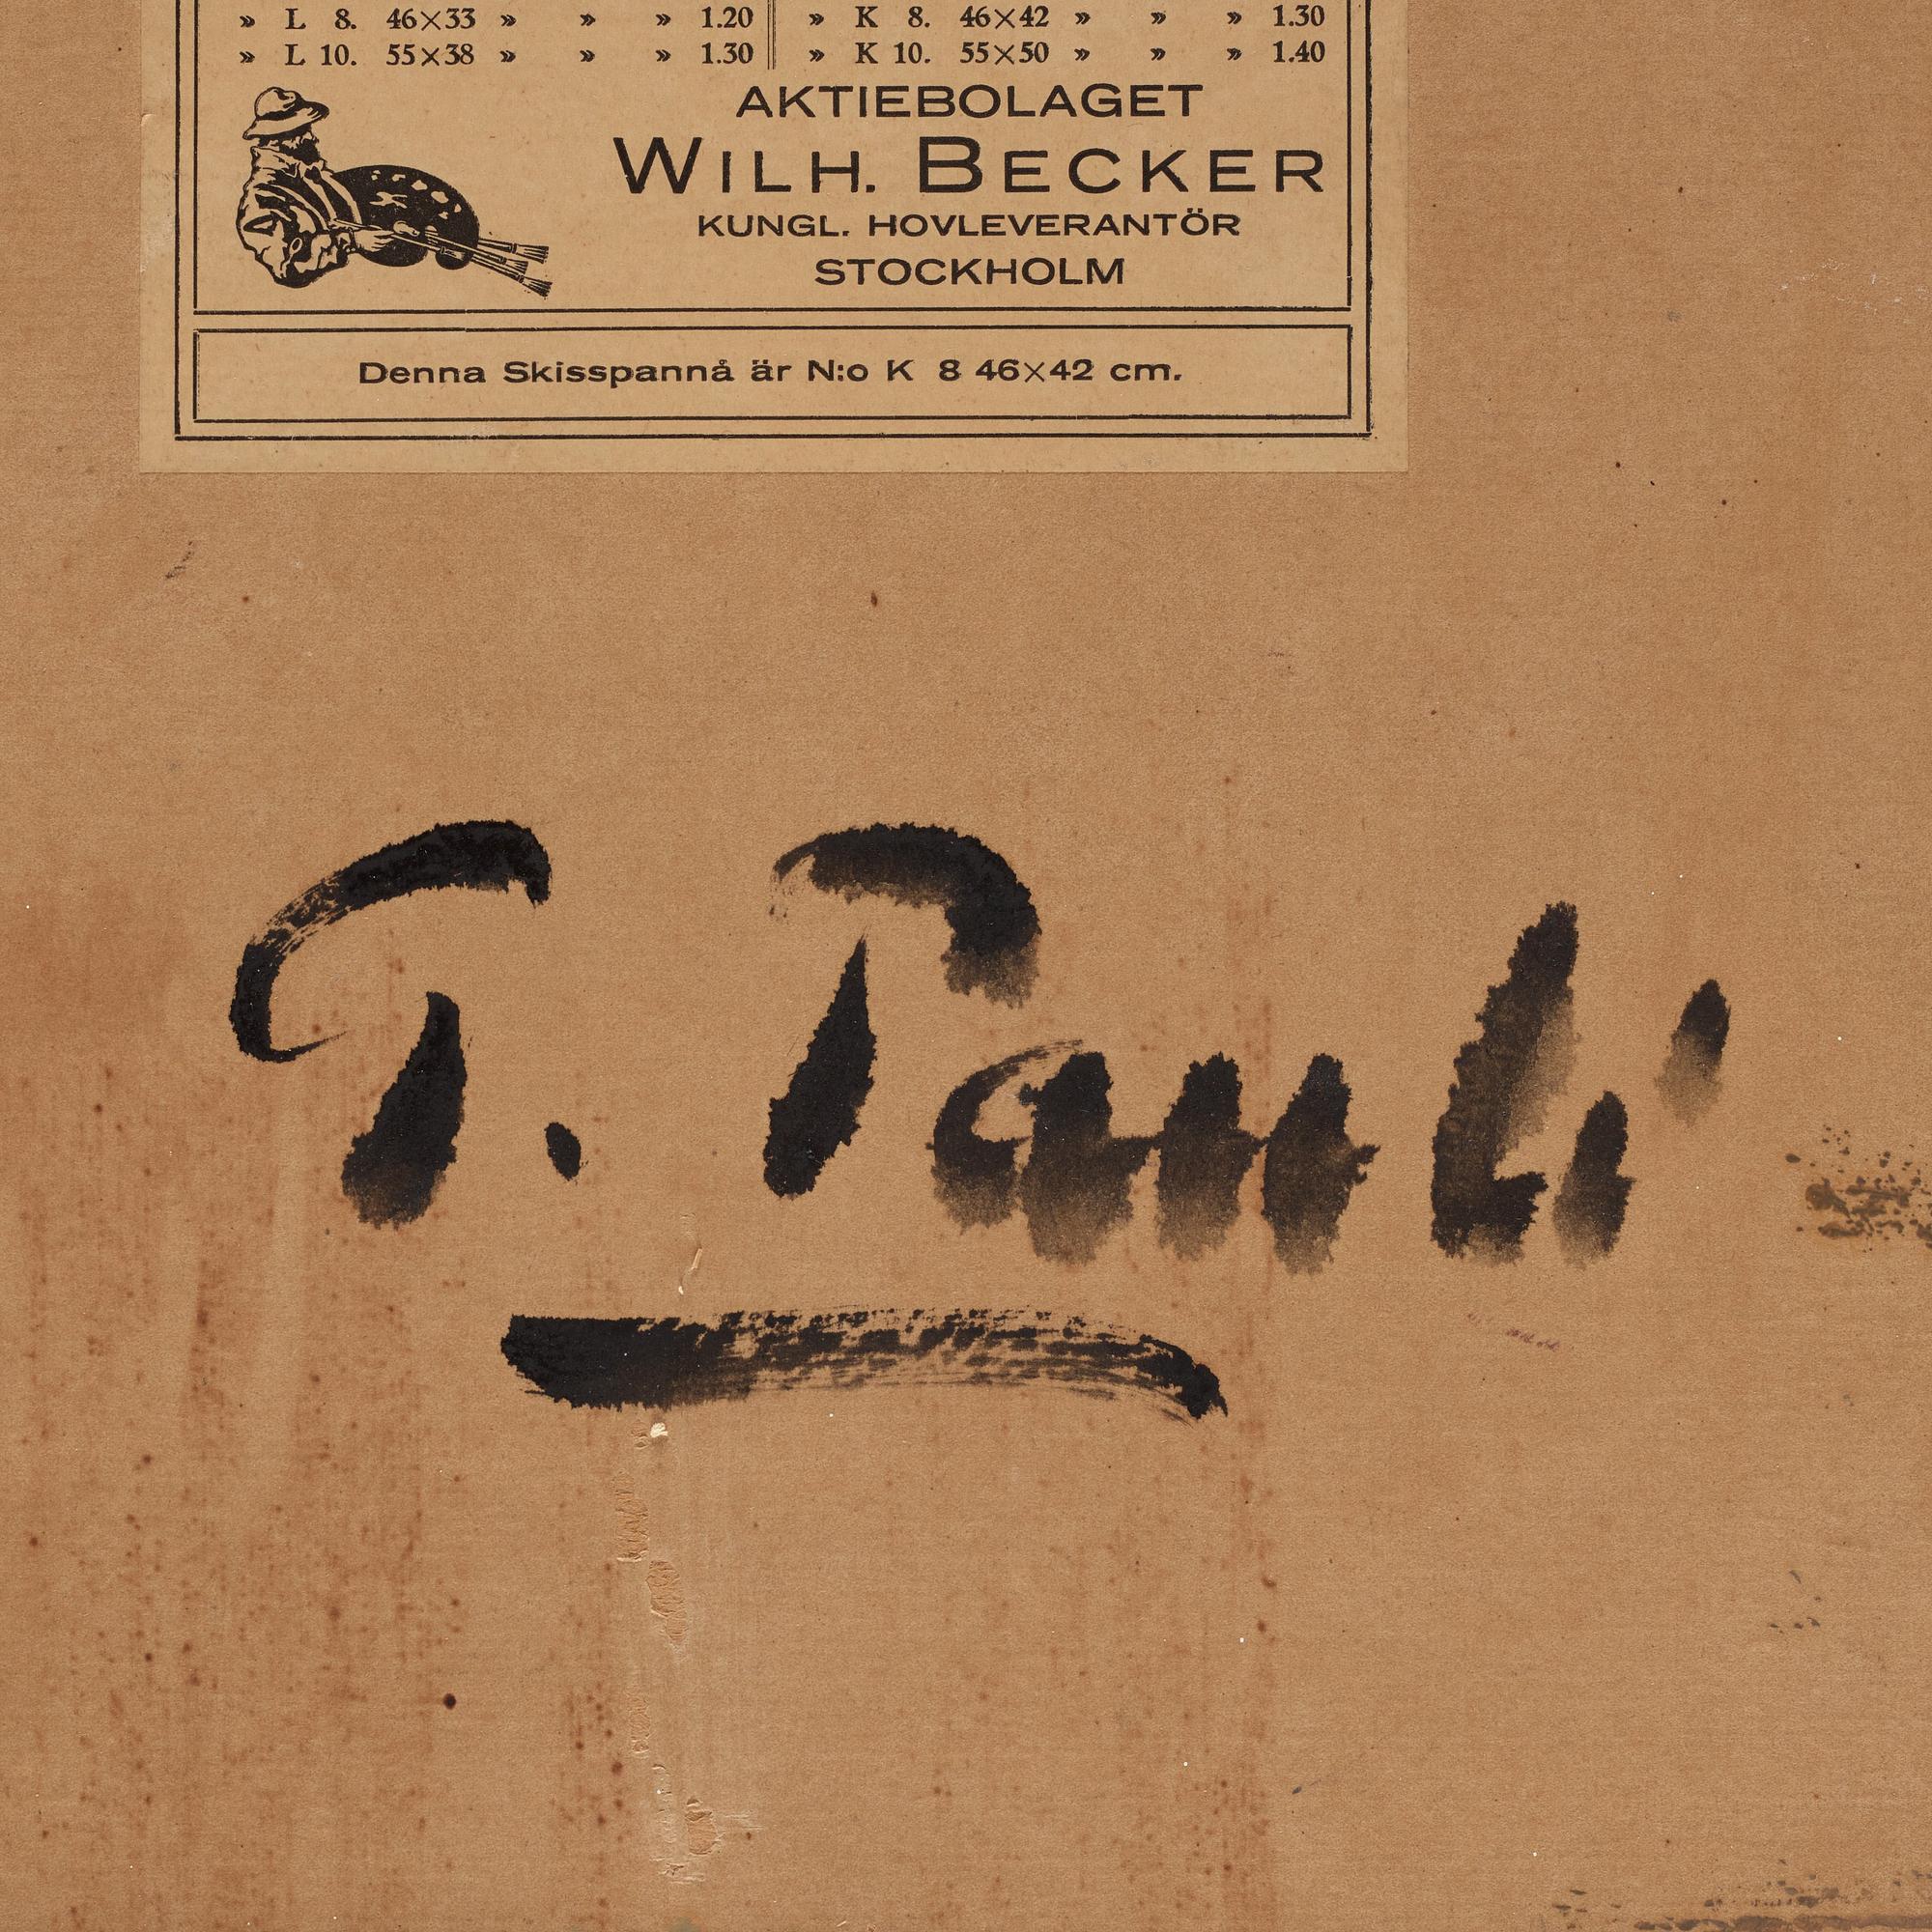 » L 8. 46×33 » » » 1.20 » K 8. 46×42 » » » 1.30
» L 10. 55×38 » » » 1.30 » K 10. 55×50 » » » 1.40
AKTIEBOLAGET
WILH. BECKER
KUNGL. HOVLEVERANTÖR
STOCKHOLM
Denna Skisspannå är N:o K 8 46×42 cm.
G. Pauli